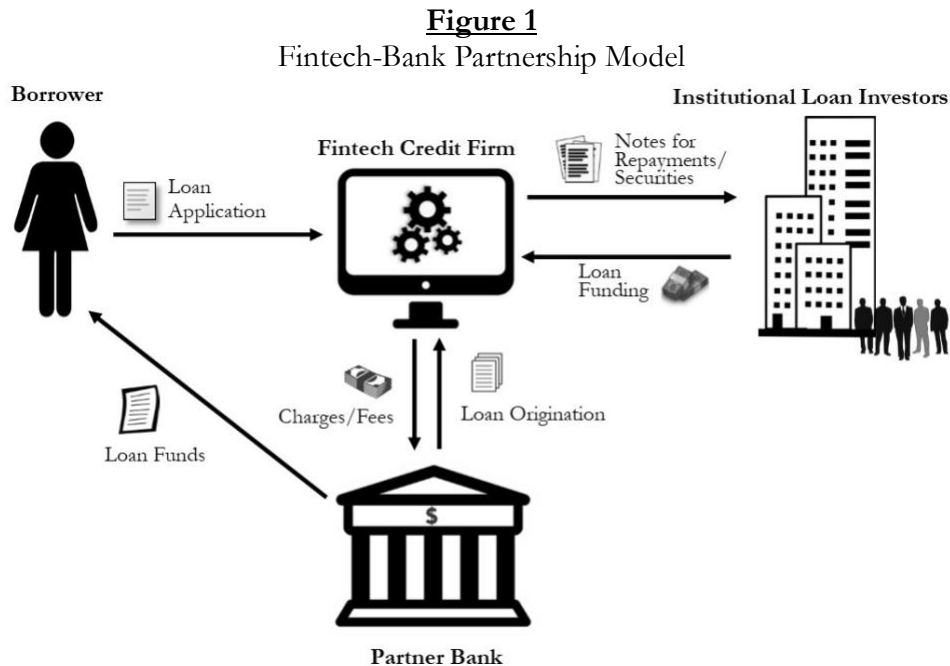 Figure 1
Fintech-Bank Partnership Model
Borrower
Institutional Loan Investors
Fintech Credit Firm
Notes for
Repayments/
Securities
Loan
Application
Loan
Funding
Charges/Fees
Loan Origination
Loan Funds
$
Partner Bank